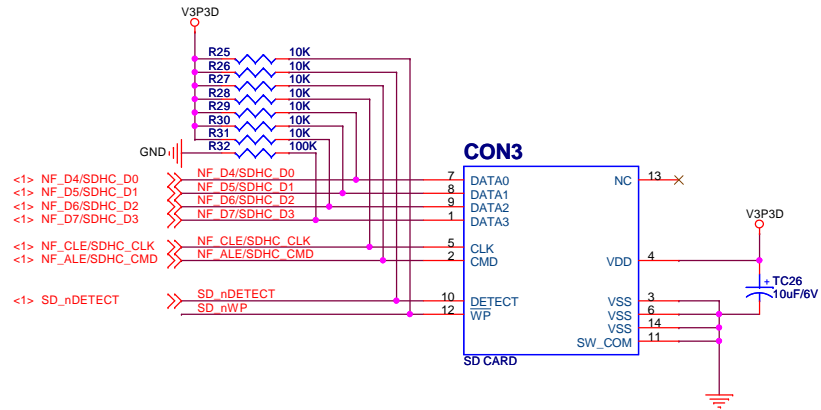 V3P3D
R25 10K
R26 10K
R27 10K
R28 10K
R29 10K
R30 10K
R31 10K
R32 100K
GND
CON3
<1> NF_D4/SDHC_D0 NF_D4/SDHC_D0 7 DATA0 NC 13
<1> NF_D5/SDHC_D1 NF_D5/SDHC_D1 8 DATA1
<1> NF_D6/SDHC_D2 NF_D6/SDHC_D2 9 DATA2
<1> NF_D7/SDHC_D3 NF_D7/SDHC_D3 1 DATA3
V3P3D
<1> NF_CLE/SDHC_CLK NF_CLE/SDHC_CLK 5 CLK
<1> NF_ALE/SDHC_CMD NF_ALE/SDHC_CMD 2 CMD VDD 4
+ TC26
10uF/6V
<1> SD_nDETECT SD_nDETECT 10 DETECT VSS 3
SD_nWP 12 WP VSS 6
VSS 14
SW_COM 11
SD CARD